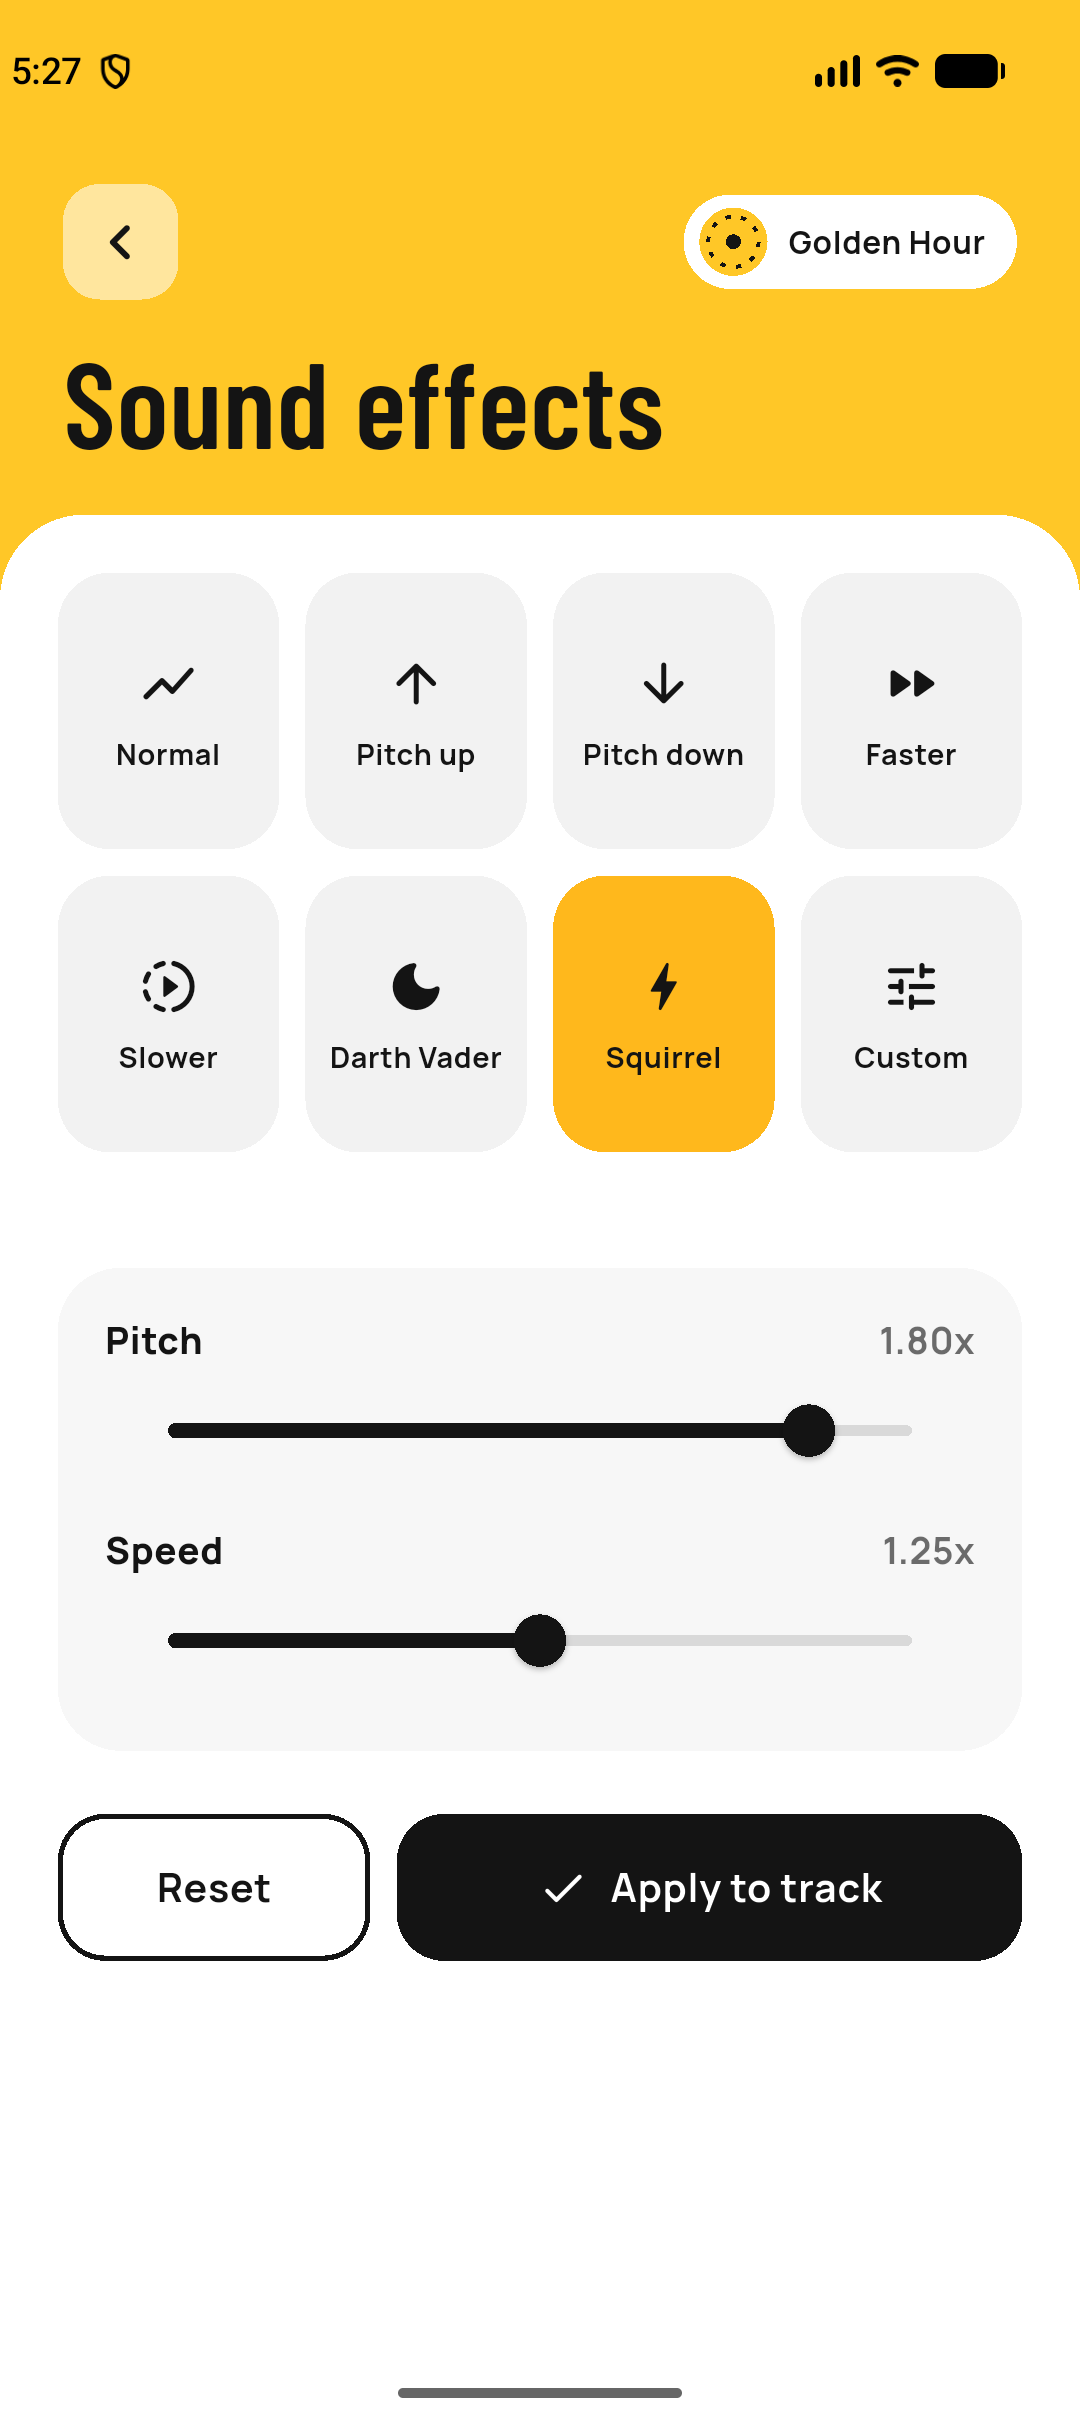 5:27
Golden Hour
Sound effects
Normal
Pitch up
Pitch down
Faster
Slower
Darth Vader
Squirrel
Custom
Pitch
1.80x
Speed
1.25x
Reset
Apply to track